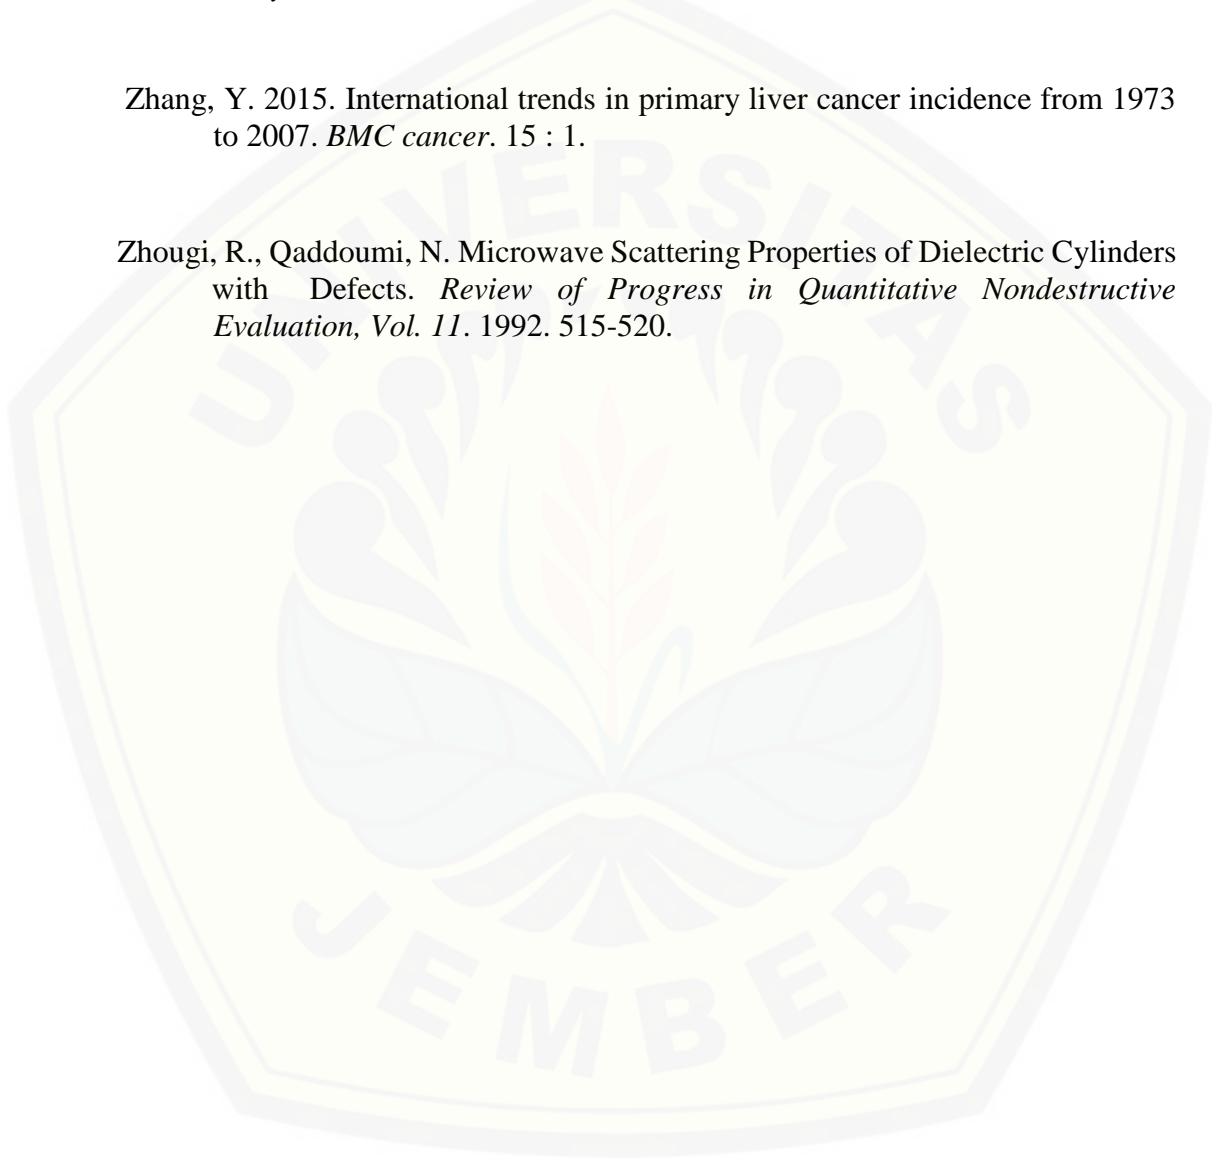 Zhang, Y. 2015. International trends in primary liver cancer incidence from 1973
to 2007. BMC cancer. 15 : 1.
Zhougi, R., Qaddoumi, N. Microwave Scattering Properties of Dielectric Cylinders
with Defects. Review of Progress in Quantitative Nondestructive
Evaluation, Vol. 11. 1992. 515-520.
UNIVERSITAS
JEMBER